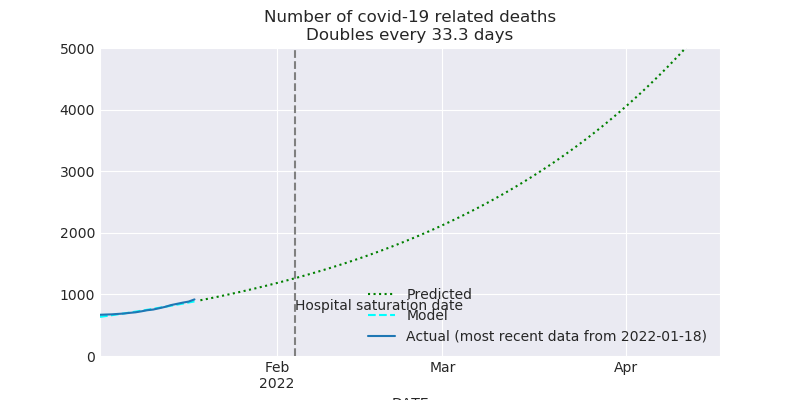 Number of covid-19 related deaths
Doubles every 33.3 days
5000
4000
3000
2000
1000
0
Hospital saturation date
Predicted
Model
Actual (most recent data from 2022-01-18)
Feb
2022
Mar
Apr
DATE